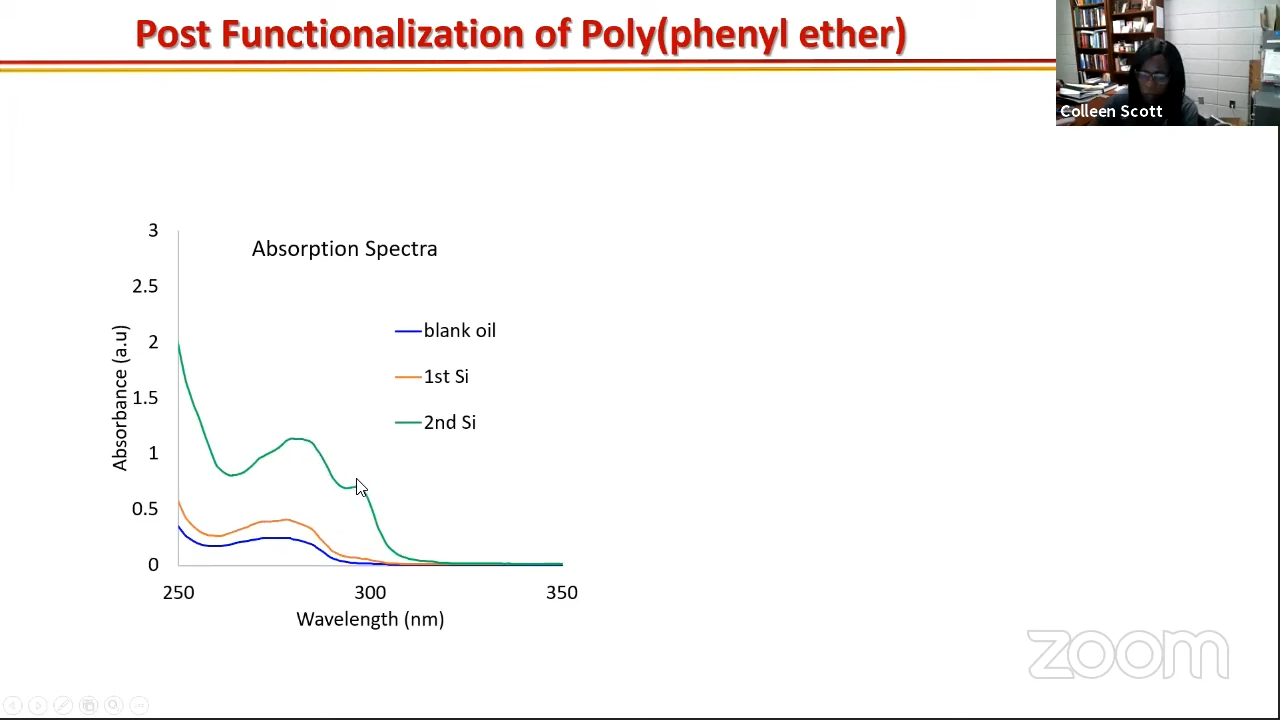 Post Functionalization of Poly(phenyl ether)
Colleen Scott
Absorption Spectra
3
2.5
2
1.5
1
0.5
0
Absorbance (a.u)
blank oil
1st Si
2nd Si
250
300
350
Wavelength (nm)
zoom